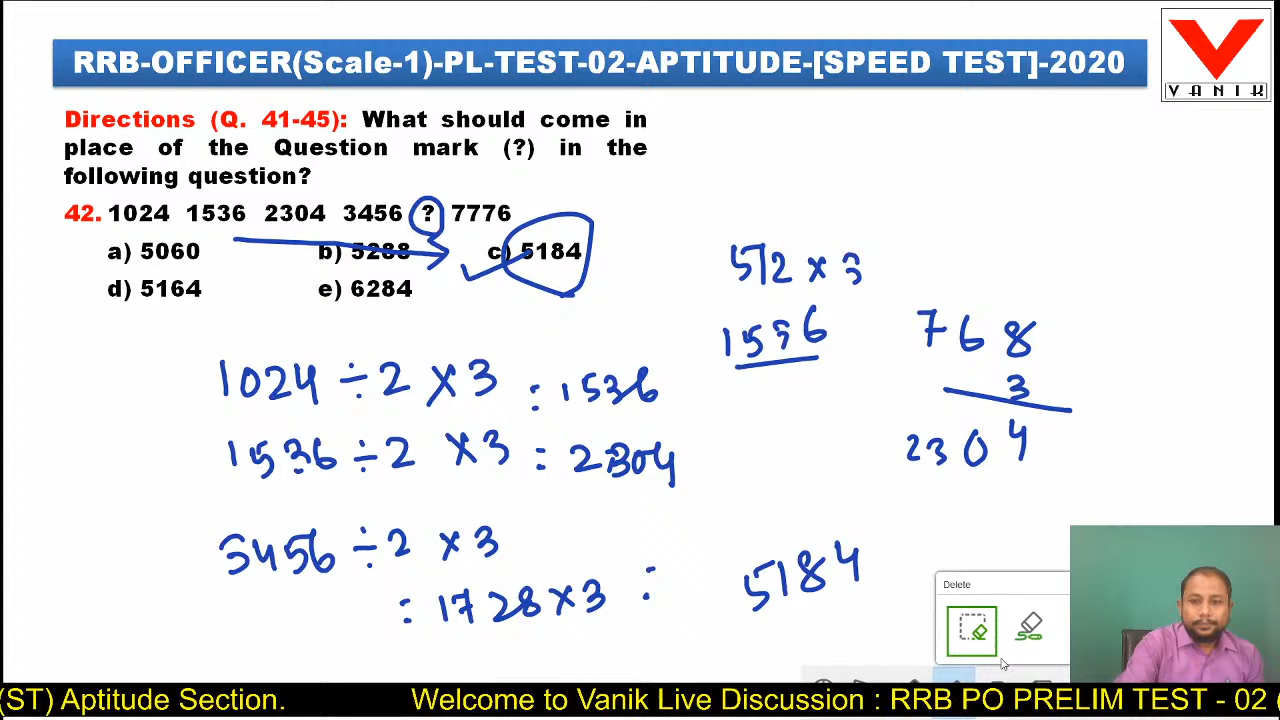 RRB-OFFICER(Scale-1)-PL-TEST-02-APTITUDE-[SPEED TEST]-2020
VANIK
Directions (Q. 41-45): What should come in
place of the Question mark (?) in the
following question?
42. 1024 1536 2304 3456 ? 7776
a) 5060 b) 5288 c) 5184
d) 5164 e) 6284
512 × 3
1536
768
3
2304
1024 ÷ 2 × 3 : 1536
1536 ÷ 2 × 3 : 2304
3456 ÷ 2 × 3
: 1728 × 3 : 5184
Delete
(ST) Aptitude Section. Welcome to Vanik Live Discussion : RRB PO PRELIM TEST - 02 (